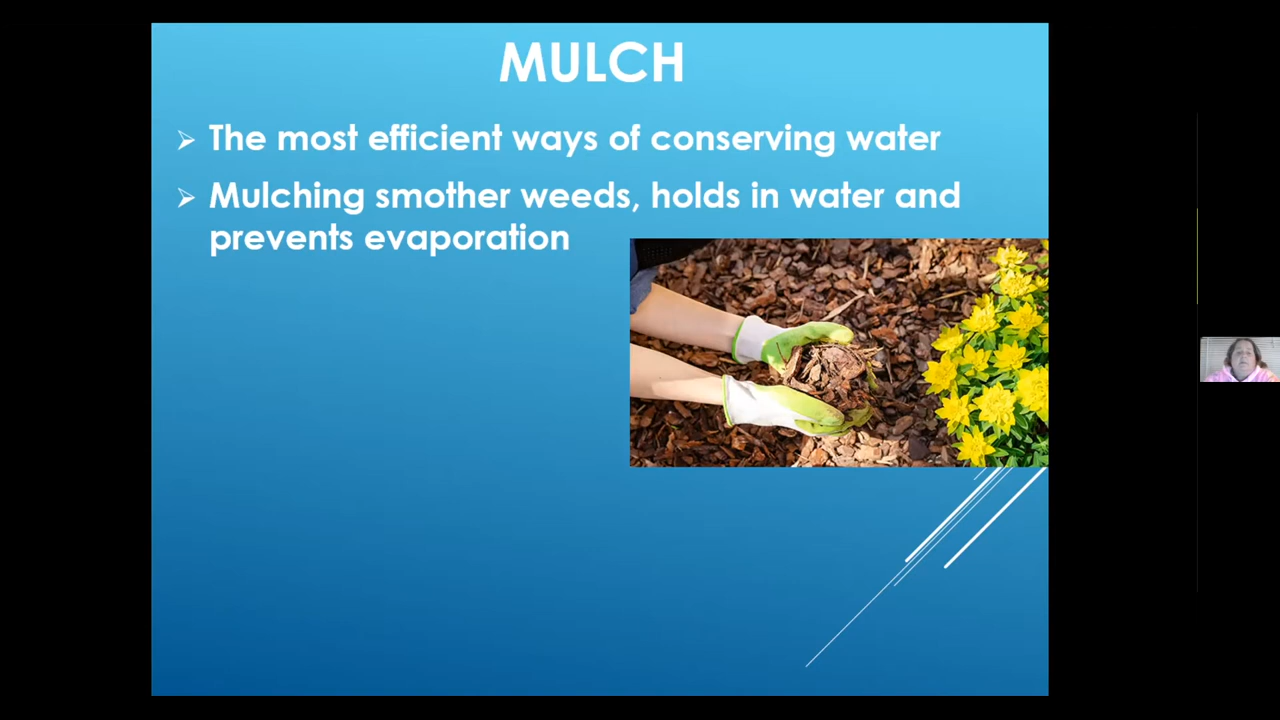 MULCH
The most efficient ways of conserving water
Mulching smother weeds, holds in water and
prevents evaporation